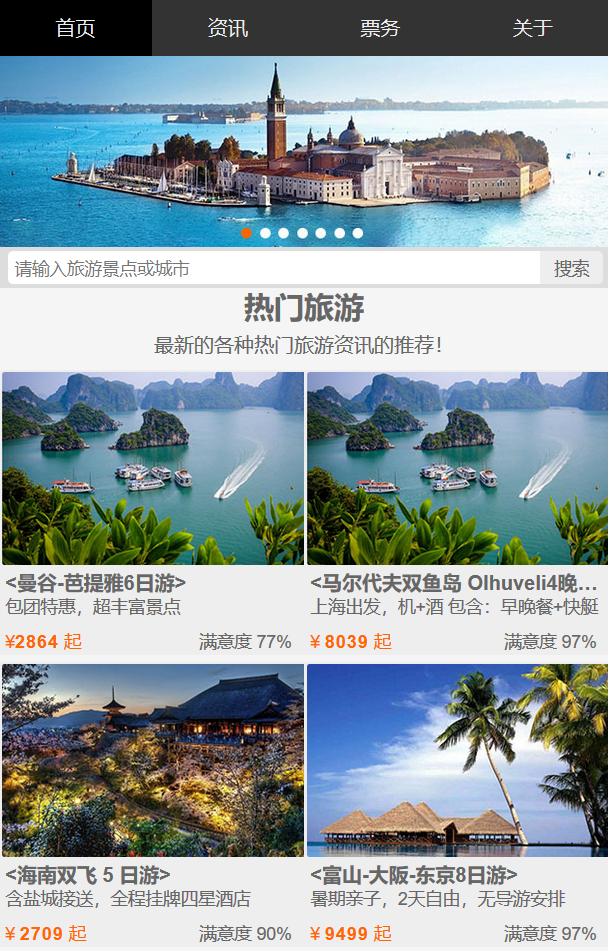 首页 资讯 票务 关于
请输入旅游景点或城市 搜索
热门旅游
最新的各种热门旅游资讯的推荐！
<曼谷-芭提雅6日游>
包团特惠，超丰富景点
¥2864 起 满意度 77%
<马尔代夫双鱼岛 Olhuveli4晚...
上海出发，机+酒 包含：早晚餐+快艇
¥ 8039 起 满意度 97%
<海南双飞 5 日游>
含盐城接送，全程挂牌四星酒店
¥ 2709 起 满意度 90%
<富山-大阪-东京8日游>
暑期亲子，2天自由，无导游安排
¥ 9499 起 满意度 97%